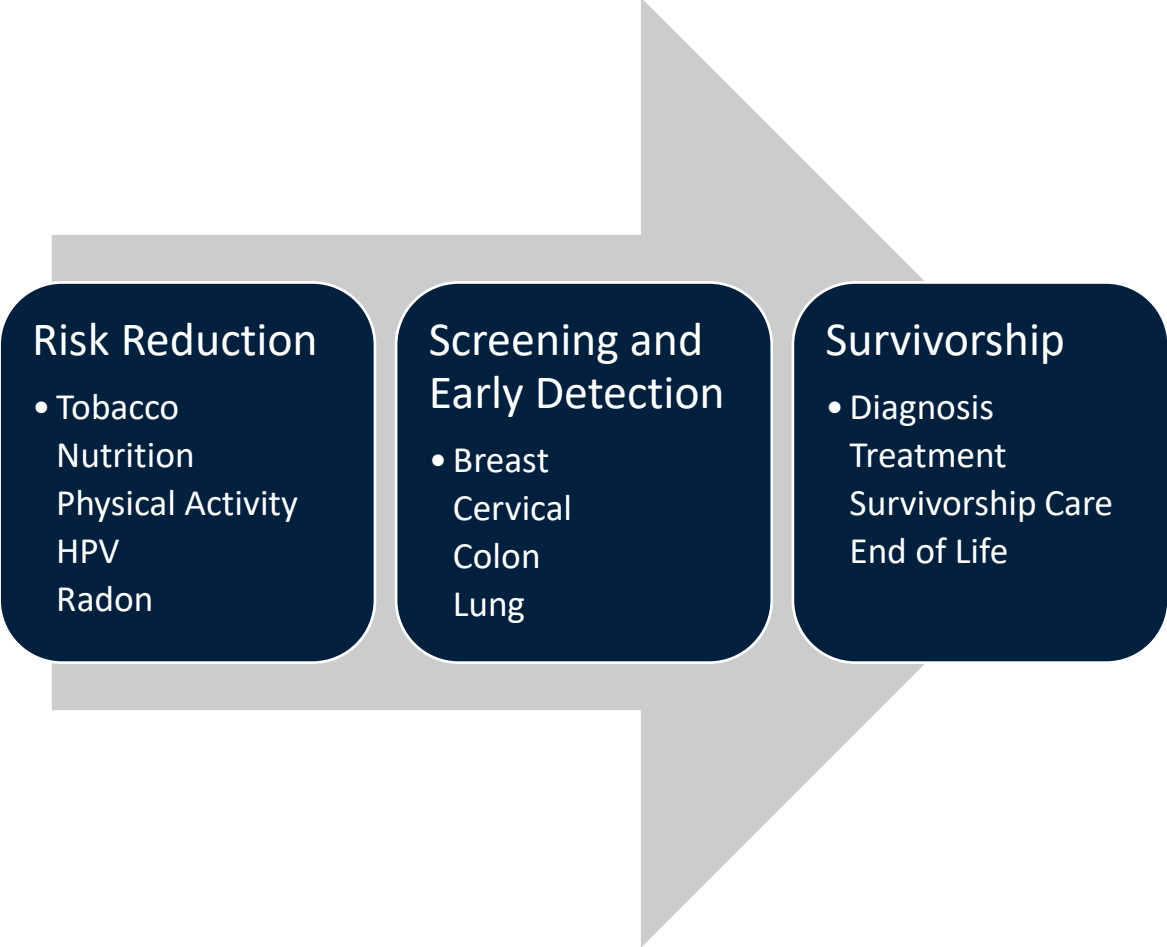 Risk Reduction
• Tobacco
Nutrition
Physical Activity
HPV
Radon
Screening and
Early Detection
• Breast
Cervical
Colon
Lung
Survivorship
• Diagnosis
Treatment
Survivorship Care
End of Life